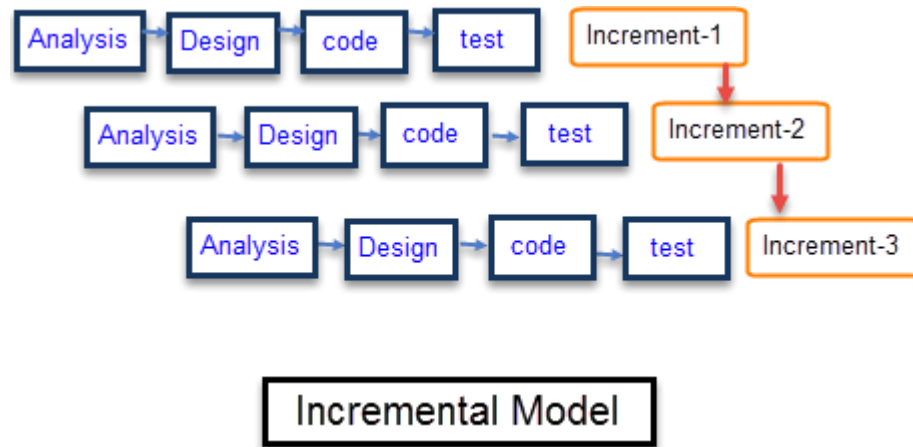 Analysis Design code test Increment-1
Analysis Design code test Increment-2
Analysis Design code test Increment-3
Incremental Model